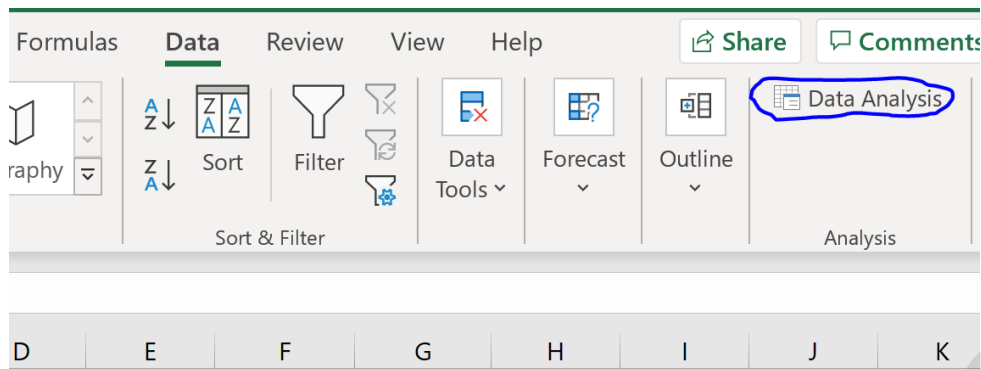 Formulas Data Review View Help Share Comments
raphy
A
Z
Z
A
Z A
A Z
Sort
Filter
Data
Tools
Forecast
Outline
Data Analysis
Sort & Filter
Analysis
D E F G H I J K